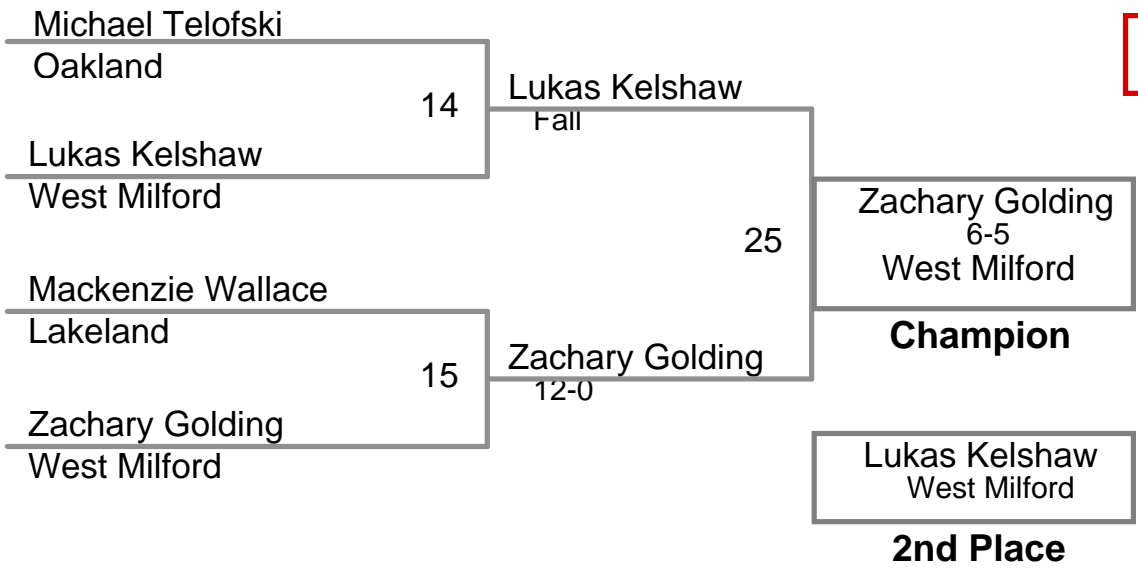 Michael Telofski
Oakland
14
Lukas Kelshaw
Fall
Lukas Kelshaw
West Milford
25
Zachary Golding
6-5
West Milford
Champion
Mackenzie Wallace
Lakeland
15
Zachary Golding
12-0
Zachary Golding
West Milford
Lukas Kelshaw
West Milford
2nd Place